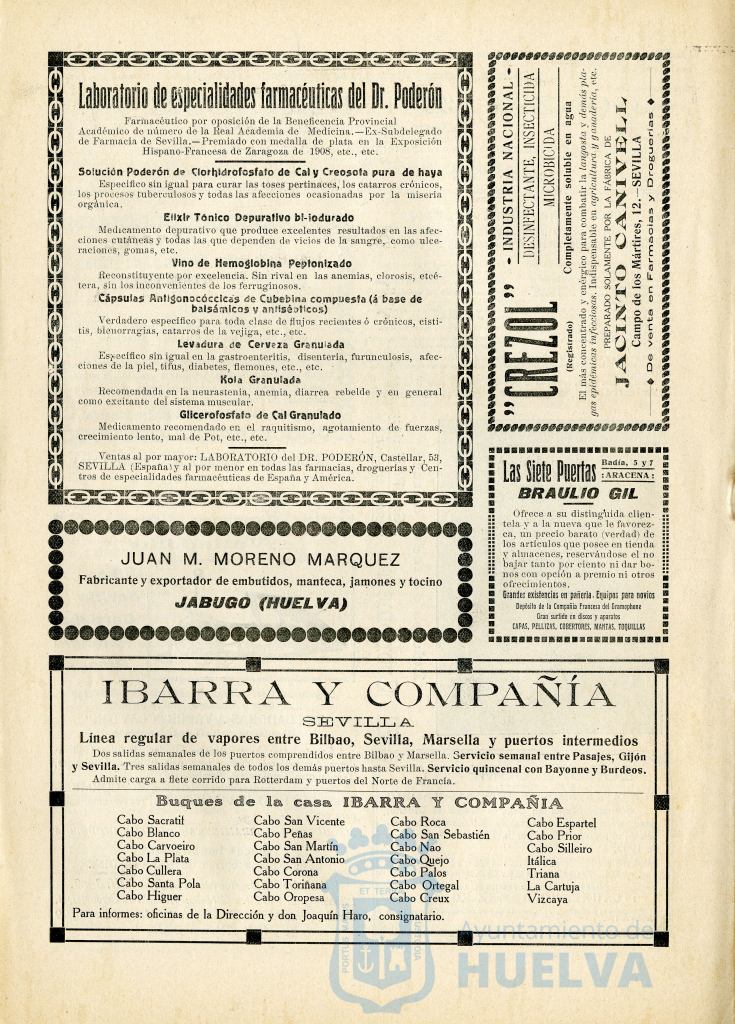 Laboratorio de especialidades farmacéuticas del Dr. Poderón
Farmacéutico por oposición de la Beneficencia Provincial
Académico de número de la Real Academia de Medicina.—Ex-Subdelegado
de Farmacia de Sevilla.—Premiado con medalla de plata en la Exposición
Hispano-Francesa de Zaragoza de 1908, etc., etc.
Solución Poderón de Clorhidrofosfato de Cal y Creosota pura de haya
Específico sin igual para curar las toses pertinaces, los catarros crónicos,
los procesos tuberculosos y todas las afecciones ocasionadas por la miseria
orgánica.
Elixir Tónico Depurativo bi-iodurado
Medicamento depurativo que produce excelentes resultados en las afec-
ciones cutáneas y todas las que dependen de vicios de la sangre, como ulce-
raciones, gomas, etc.
Vino de Hemoglobina Peptonizado
Reconstituyente por excelencia. Sin rival en las anemias, clorosis, etcé-
tera, sin los inconvenientes de los ferruginosos.
Cápsulas Antigonocóccicas de Cubebina compuesta (á base de
balsámicos y antisépticos)
Verdadero específico para toda clase de flujos recientes ó crónicos, cisti-
tis, blenorragias, catarros de la vejiga, etc., etc.
Levadura de Cerveza Granulada
Específico sin igual en la gastroenteritis, disentería, furunculosis, afec-
ciones de la piel, tifus, diabetes, flemones, etc., etc.
Kola Granulada
Recomendada en la neurastenia, anemia, diarrea rebelde y en general
como excitante del sistema muscular.
Glicerofosfato de Cal Granulado
Medicamento recomendado en el raquitismo, agotamiento de fuerzas,
crecimiento lento, mal de Pot, etc., etc.
Ventas al por mayor: LABORATORIO del DR. PODERÓN, Castellar, 53,
SEVILLA (España) y al por menor en todas las farmacias, droguerías y Cen-
tros de especialidades farmacéuticas de España y América.
"CREZOL" - INDUSTRIA NACIONAL -
DESINFECTANTE, INSECTICIDA
MICROBICIDA
(Registrado) Completamente soluble en agua
El más concentrado y enérgico para combatir la langosta y demás pla-
gas epidémicas infecciosas. Indispensable en agricultura y ganadería, etc.
PREPARADO SOLAMENTE POR LA FÁBRICA DE
JACINTO CANIVELL
Campo de los Mártires, 12.—SEVILLA
◆ De venta en Farmacias y Droguerías ◆
Las Siete Puertas Badía, 5 y 7
:ARACENA:
BRAULIO GIL
Ofrece a su distinguida clien-
tela y a la nueva que le favorez-
ca, un precio barato (verdad) de
los artículos que posee en tienda
y almacenes, reservándose el no
bajar tanto por ciento ni dar bo-
nos con opción a premio ni otros
ofrecimientos.
Grandes existencias en pañería. Equipos para novios
Depósito de la Compañía Francesa del Gramophone
Gran surtido en discos y aparatos
CAPAS, PELLIZAS, COBERTORES, MANTAS, TOQUILLAS
JUAN M. MORENO MARQUEZ
Fabricante y exportador de embutidos, manteca, jamones y tocino
JABUGO (HUELVA)
IBARRA Y COMPAÑÍA
SEVILLA
Línea regular de vapores entre Bilbao, Sevilla, Marsella y puertos intermedios
Dos salidas semanales de los puertos comprendidos entre Bilbao y Marsella. Servicio semanal entre Pasajes, Gijón
y Sevilla. Tres salidas semanales de todos los demás puertos hasta Sevilla. Servicio quincenal con Bayonne y Burdeos.
Admite carga a flete corrido para Rotterdam y puertos del Norte de Francia.
Buques de la casa IBARRA Y COMPAÑIA
Cabo Sacratif
Cabo Blanco
Cabo Carvoeiro
Cabo La Plata
Cabo Cullera
Cabo Santa Pola
Cabo Higuer
Cabo San Vicente
Cabo Peñas
Cabo San Martín
Cabo San Antonio
Cabo Corona
Cabo Toriñana
Cabo Oropesa
Cabo Roca
Cabo San Sebastián
Cabo Nao
Cabo Quejo
Cabo Palos
Cabo Ortegal
Cabo Creux
Cabo Espartel
Cabo Prior
Cabo Silleiro
Itálica
Triana
La Cartuja
Vizcaya
Para informes: oficinas de la Dirección y don Joaquín Haro, consignatario.
Ayuntamiento de
HUELVA